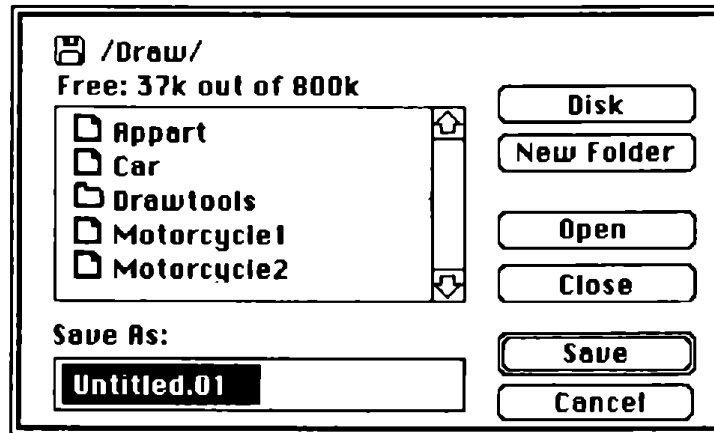 /Draw/
Free: 37k out of 800k
Appart
Car
Drawtools
Motorcycle1
Motorcycle2
Disk
New Folder
Open
Close
Save As:
Untitled.01
Save
Cancel